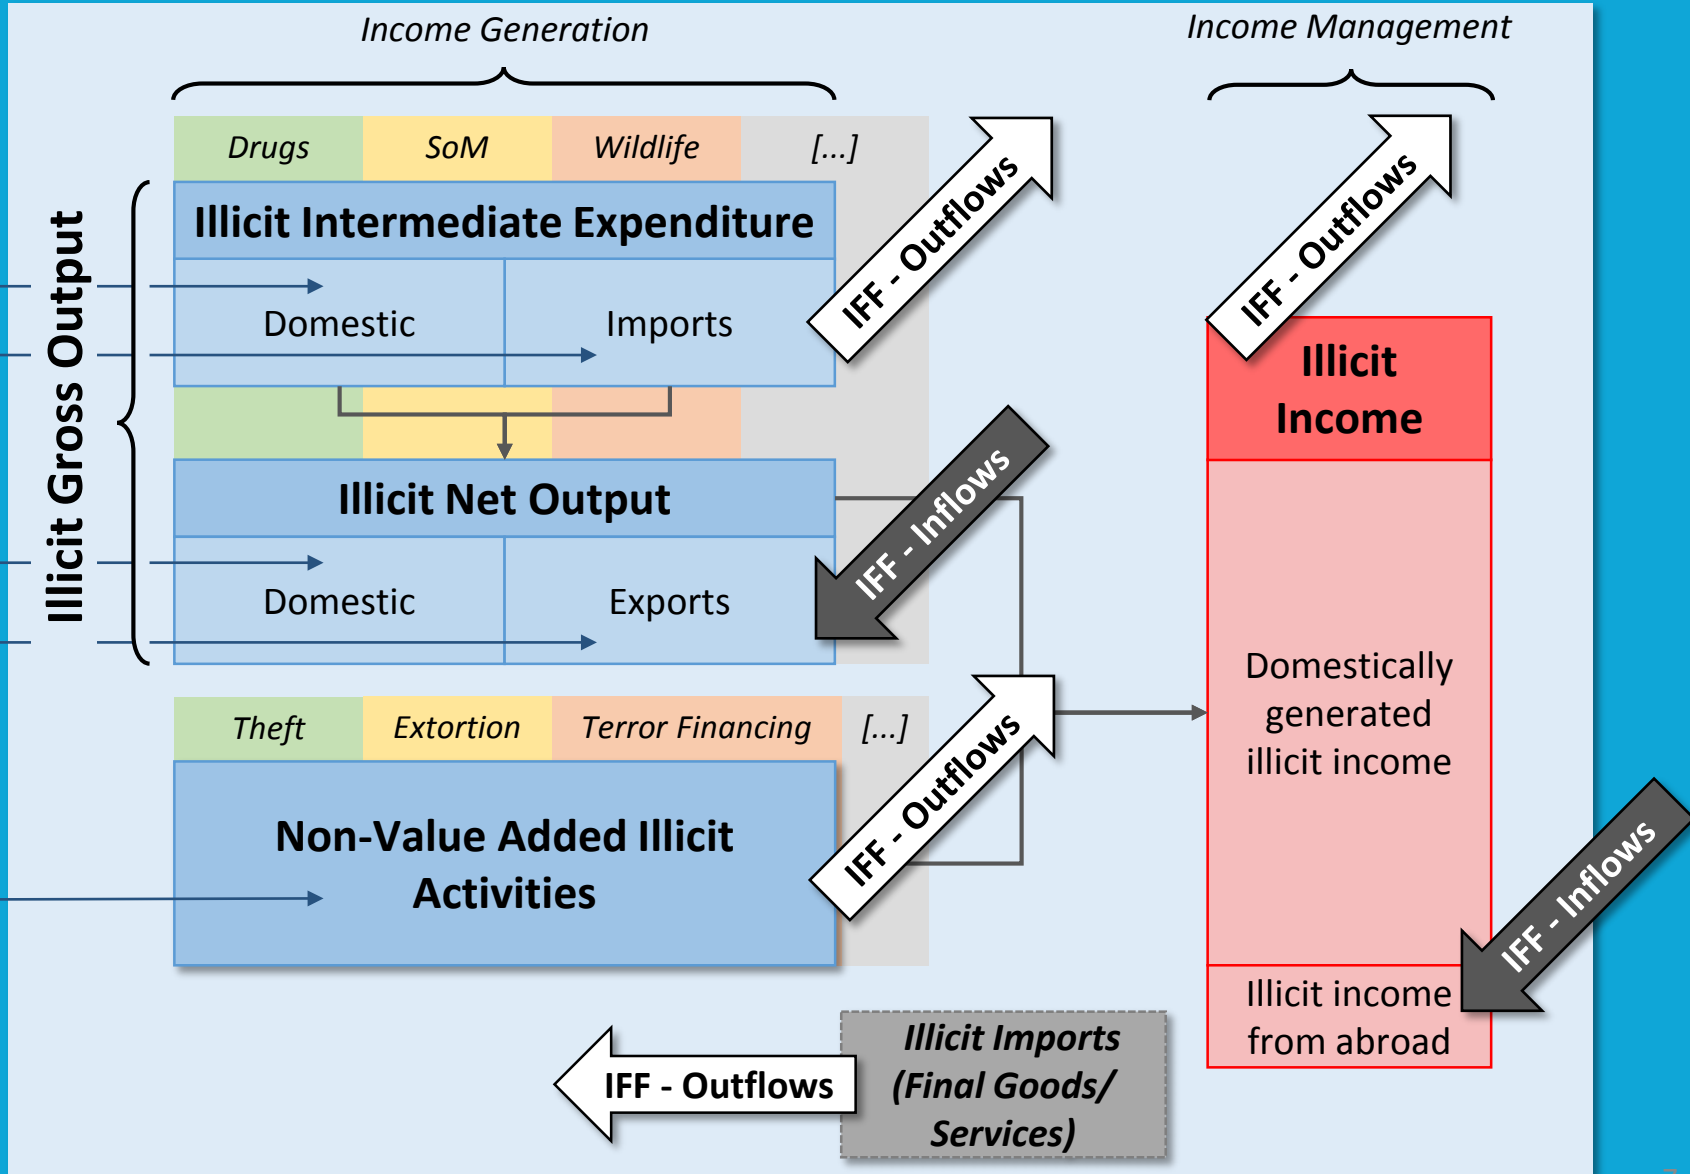 Income Generation
Income Management
Drugs
SoM
Wildlife
[...]
Illicit Gross Output
Illicit Intermediate Expenditure
Domestic
Imports
IFF - Outflows
IFF - Outflows
Illicit
Income
Illicit Net Output
Domestic
Exports
IFF - Inflows
Domestically
generated
illicit income
Theft
Extortion
Terror Financing
[...]
Non-Value Added Illicit
Activities
IFF - Outflows
IFF - Inflows
Illicit income
from abroad
IFF - Outflows
Illicit Imports
(Final Goods/
Services)